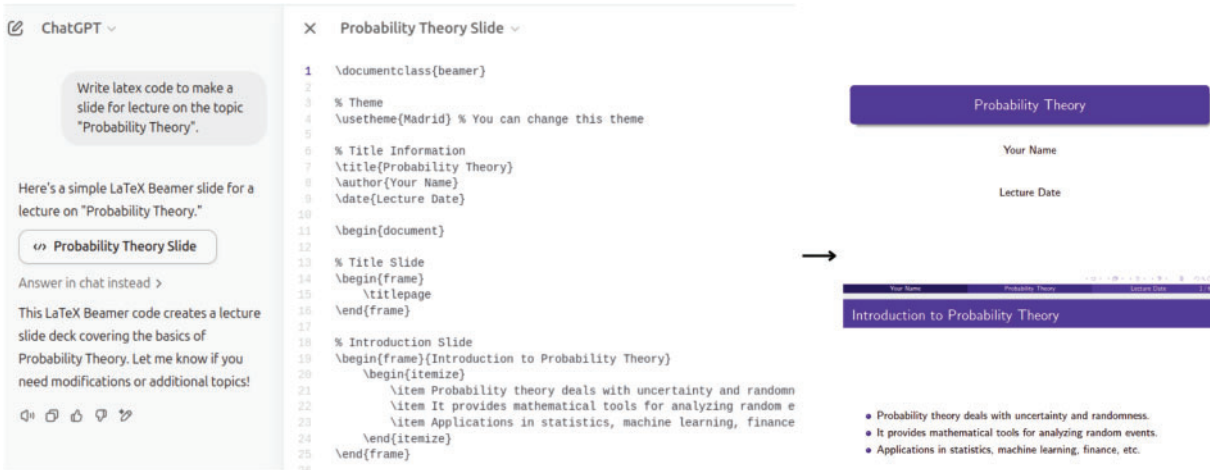 ChatGPT
Write latex code to make a
slide for lecture on the topic
"Probability Theory".
Here's a simple LaTeX Beamer slide for a
lecture on "Probability Theory."
Probability Theory Slide
Answer in chat instead >
This LaTeX Beamer code creates a lecture
slide deck covering the basics of
Probability Theory. Let me know if you
need modifications or additional topics!
Probability Theory Slide
1 \documentclass{beamer}
2
3 % Theme
4 \usetheme{Madrid} % You can change this theme
5
6 % Title Information
7 \title{Probability Theory}
8 \author{Your Name}
9 \date{Lecture Date}
10
11 \begin{document}
12
13 % Title Slide
14 \begin{frame}
15 \titlepage
16 \end{frame}
17
18 % Introduction Slide
19 \begin{frame}{Introduction to Probability Theory}
20 \begin{itemize}
21 \item Probability theory deals with uncertainty and randomn
22 \item It provides mathematical tools for analyzing random e
23 \item Applications in statistics, machine learning, finance
24 \end{itemize}
25 \end{frame}
Probability Theory
Your Name
Lecture Date
Your Name Probability Theory Lecture Date
Introduction to Probability Theory
• Probability theory deals with uncertainty and randomness.
• It provides mathematical tools for analyzing random events.
• Applications in statistics, machine learning, finance, etc.